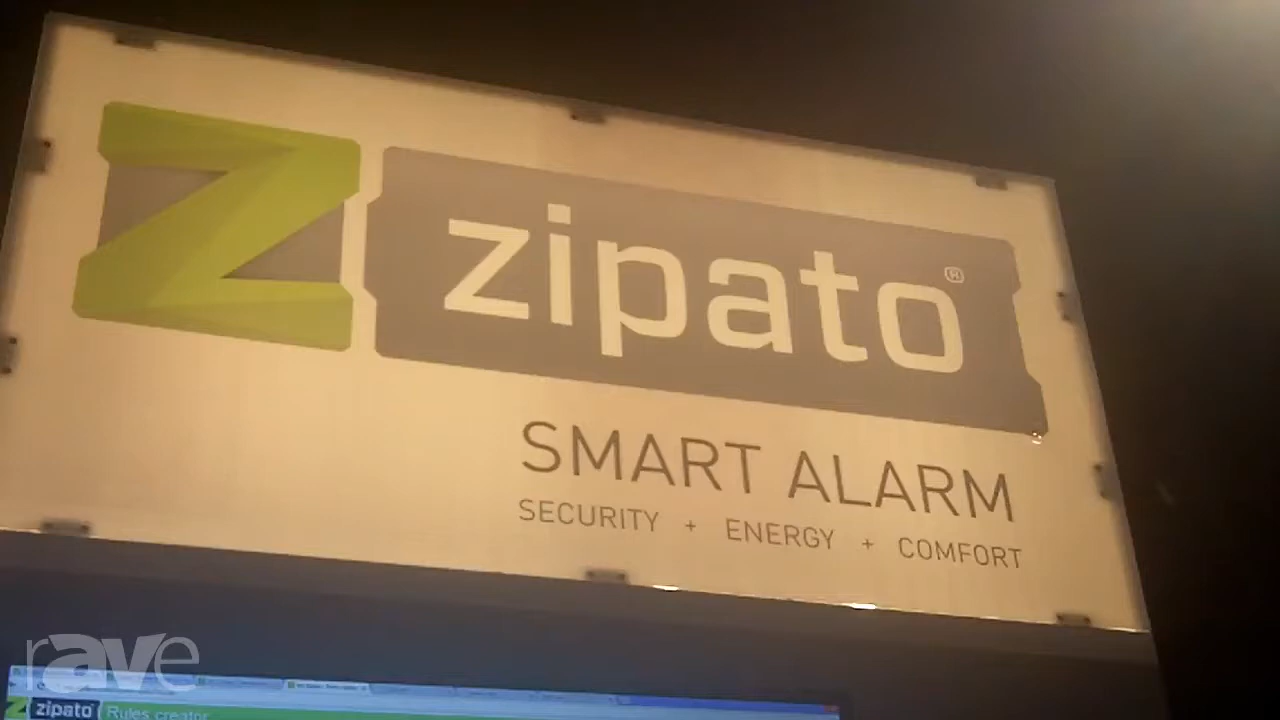 zipato®
SMART ALARM
SECURITY + ENERGY + COMFORT
rAVe
zipato Rules creator